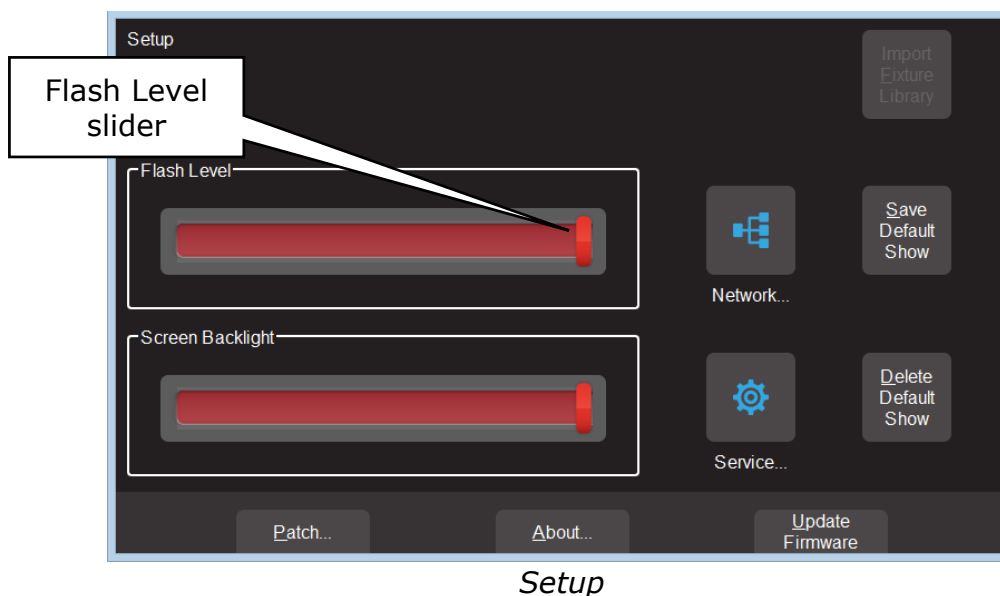 Setup
Import
Fixture
Library
Flash Level
slider
Flash Level
Save
Default
Show
Network...
Screen Backlight
Delete
Default
Show
Service...
Patch...
About...
Update
Firmware
Setup